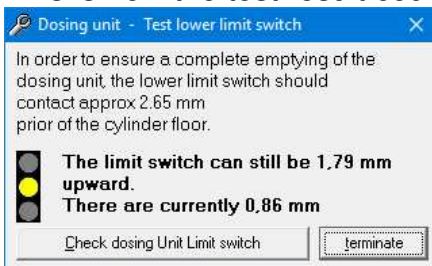 Dosing unit - Test lower limit switch
In order to ensure a complete emptying of the
dosing unit, the lower limit switch should
contact approx 2.65 mm
prior of the cylinder floor.
The limit switch can still be 1,79 mm
upward.
There are currently 0,86 mm
Check dosing Unit Limit switch
terminate